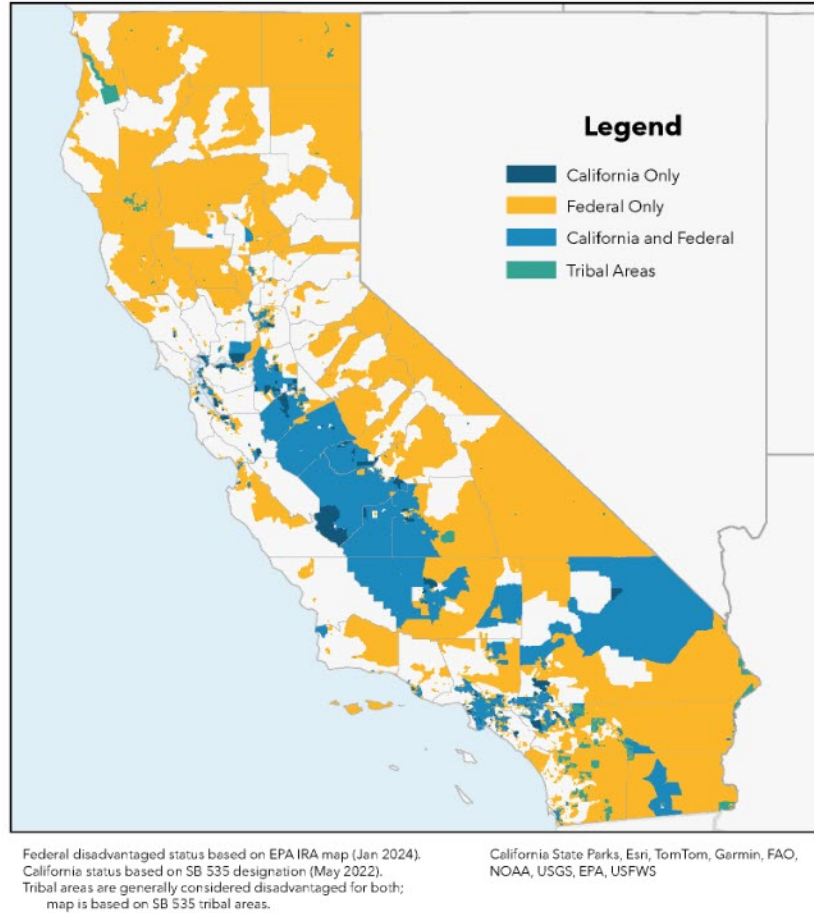 Legend
California Only
Federal Only
California and Federal
Tribal Areas
Federal disadvantaged status based on EPA IRA map (Jan 2024).
California status based on SB 535 designation (May 2022).
Tribal areas are generally considered disadvantaged for both;
map is based on SB 535 tribal areas.
California State Parks, Esri, TomTom, Garmin, FAO,
NOAA, USGS, EPA, USFWS